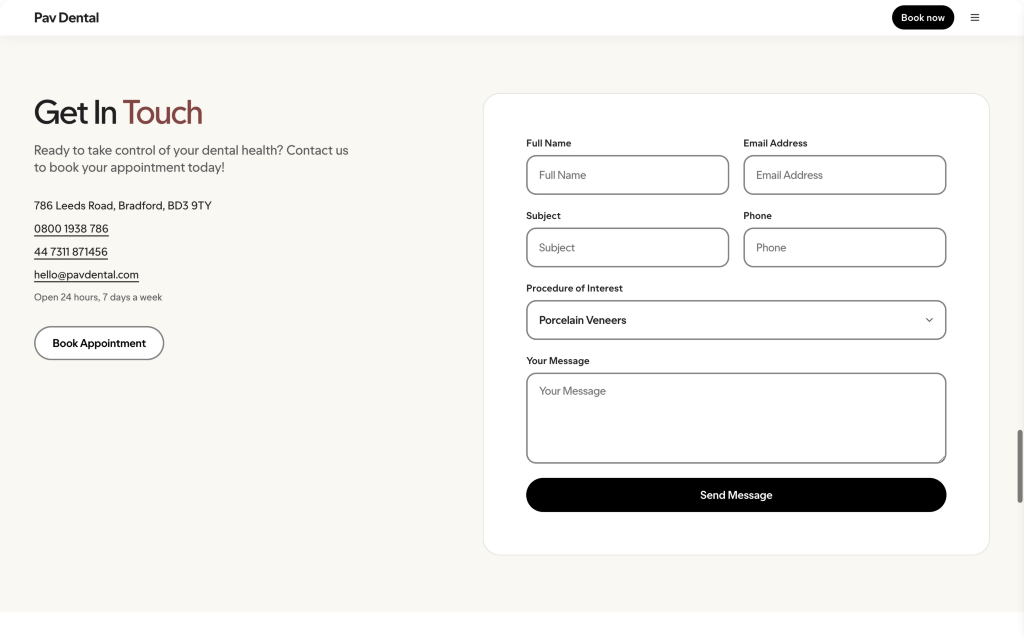 Pav Dental
Book now
Get In Touch
Ready to take control of your dental health? Contact us
to book your appointment today!
786 Leeds Road, Bradford, BD3 9TY
0800 1938 786
44 7311 871456
hello@pavdental.com
Open 24 hours, 7 days a week
Book Appointment
Full Name
Email Address
Full Name
Email Address
Subject
Phone
Subject
Phone
Procedure of Interest
Porcelain Veneers
Your Message
Your Message
Send Message